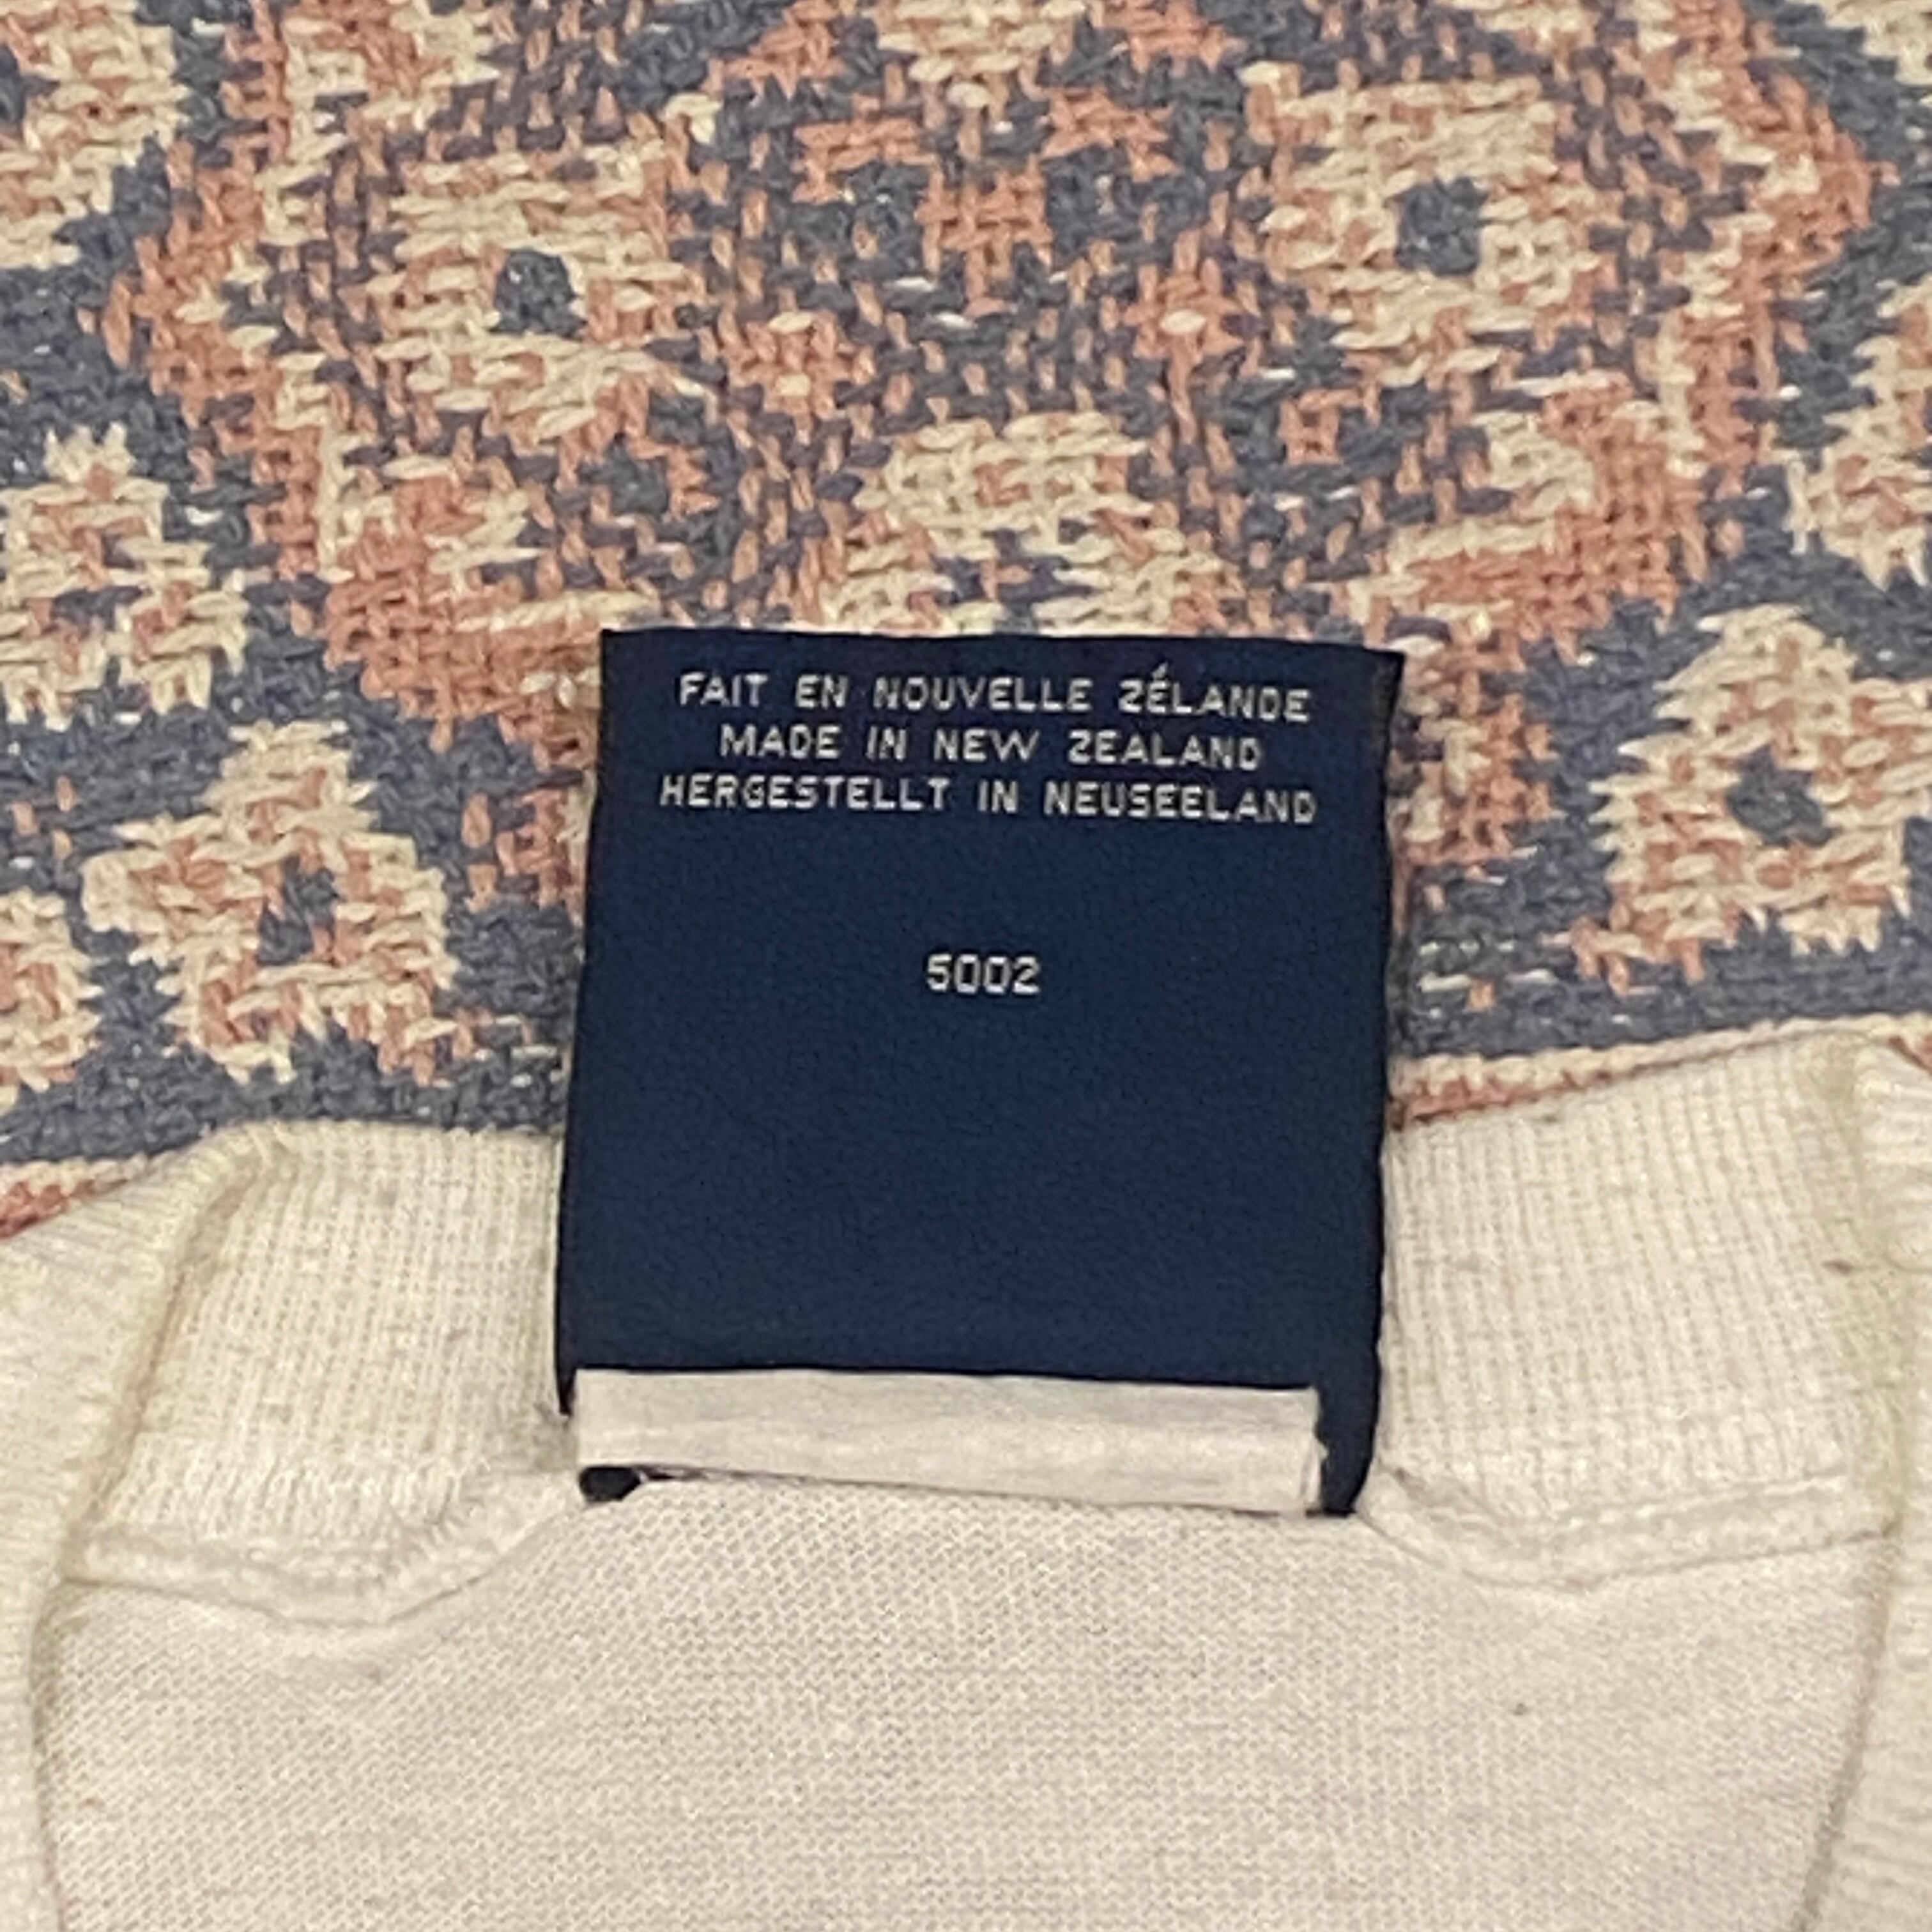 FAIT EN NOUVELLE ZÉLANDE
MADE IN NEW ZEALAND
HERGESTELLT IN NEUSEELAND
5002